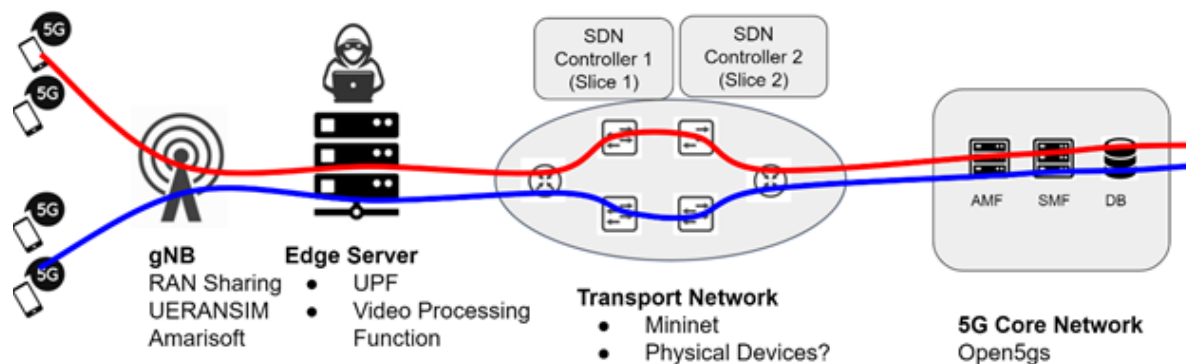 5G
5G
5G
5G
SDN
Controller 1
(Slice 1)
SDN
Controller 2
(Slice 2)
AMF
SMF
DB
gNB
RAN Sharing
UERANSIM
Amarisoft
Edge Server
● UPF
● Video Processing
Function
Transport Network
● Mininet
● Physical Devices?
5G Core Network
Open5gs